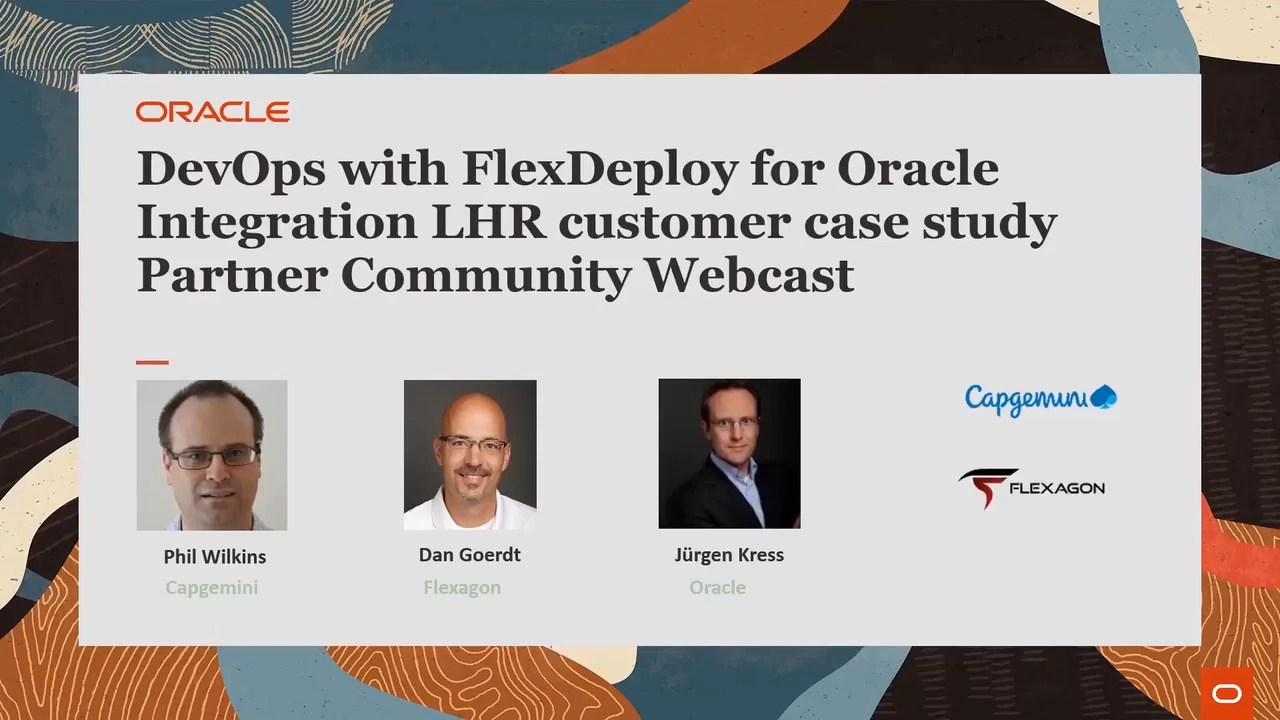 ORACLE
DevOps with FlexDeploy for Oracle
Integration LHR customer case study
Partner Community Webcast
Capgemini
FLEXAGON
Phil Wilkins
Capgemini
Dan Goerdt
Flexagon
Jürgen Kress
Oracle